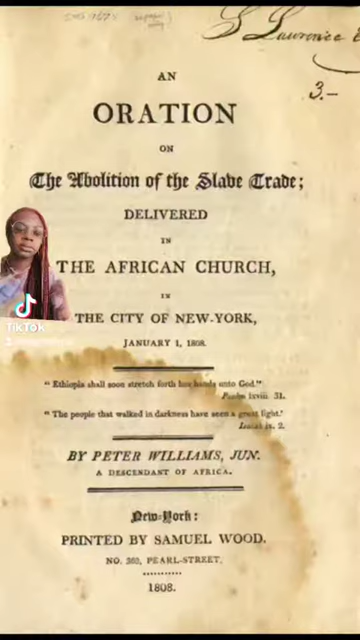 S Lawrence
3.-
AN
ORATION
ON
The Abolition of the Slave Trade;
DELIVERED
IN
THE AFRICAN CHURCH,
IN
THE CITY OF NEW-YORK,
JANUARY 1, 1808.
"Ethiopia shall soon stretch forth her hands unto God."
Psalm lxviii. 31.
"The people that walked in darkness have seen a great light."
Isaiah ix. 2.
BY PETER WILLIAMS, JUN.
A DESCENDANT OF AFRICA.
New-York:
PRINTED BY SAMUEL WOOD.
NO. 362, PEARL-STREET.
1808.
TikTok